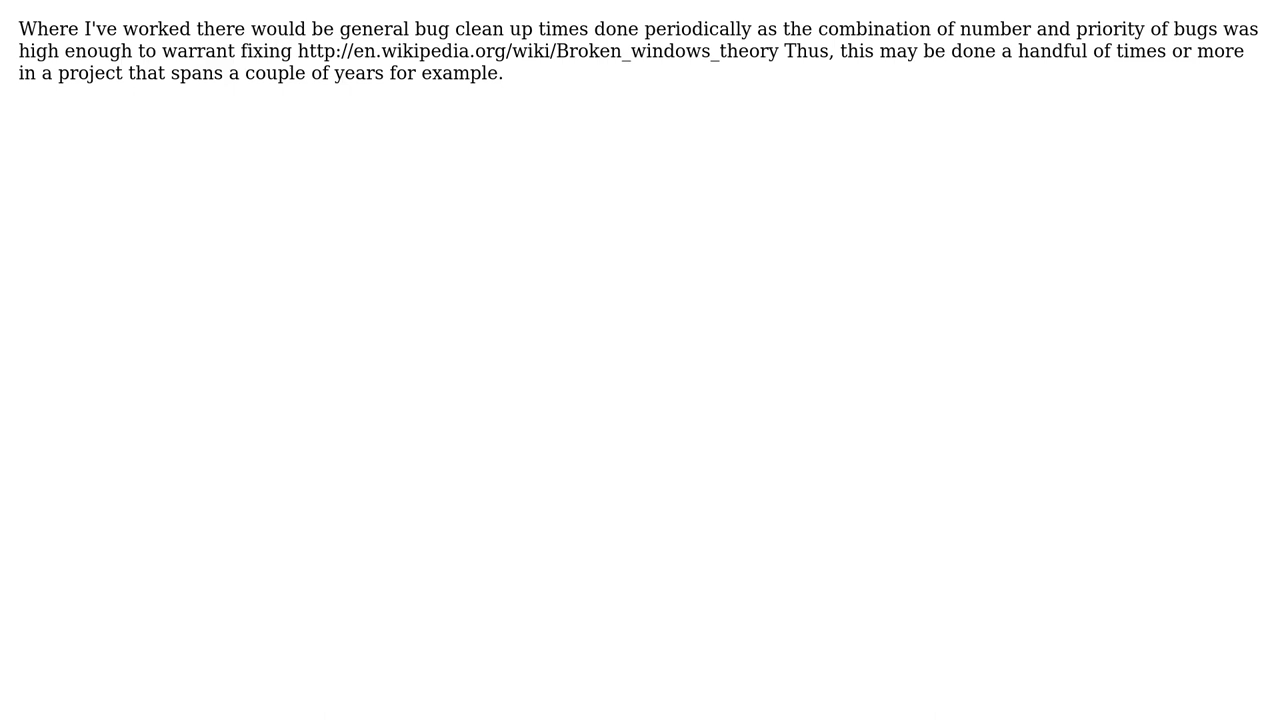 Where I've worked there would be general bug clean up times done periodically as the combination of number and priority of bugs was
high enough to warrant fixing http://en.wikipedia.org/wiki/Broken_windows_theory Thus, this may be done a handful of times or more
in a project that spans a couple of years for example.